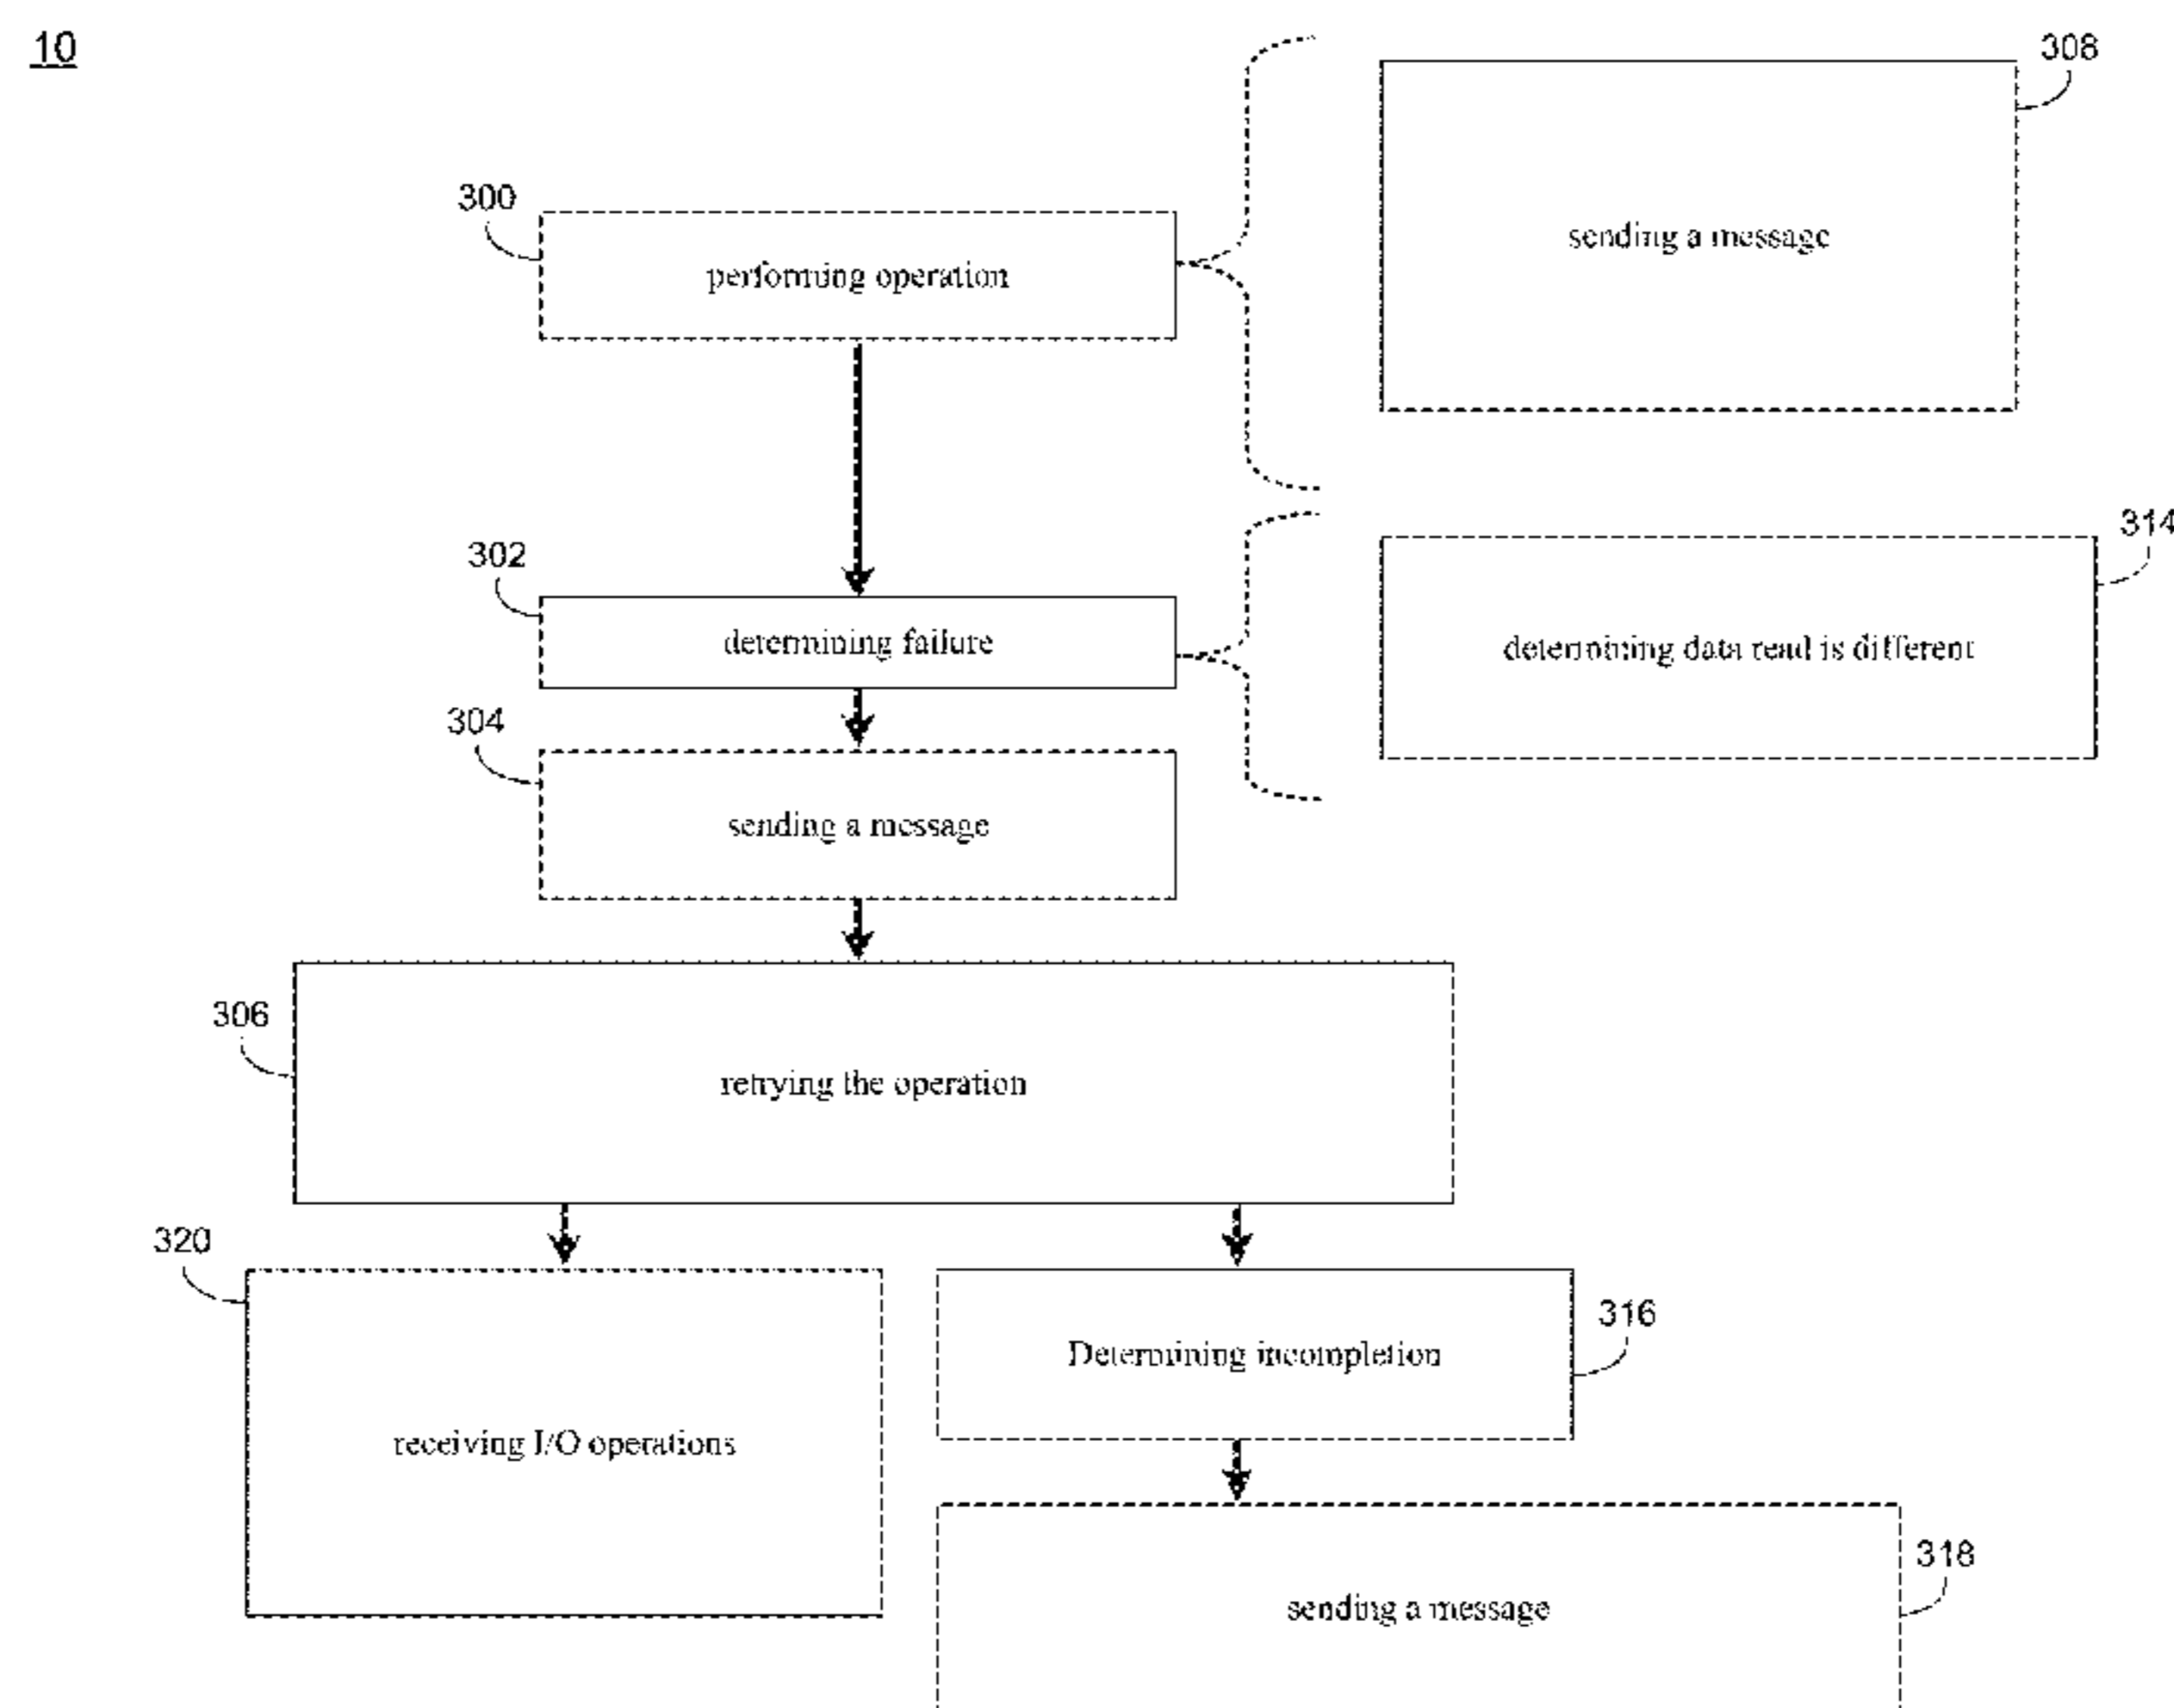 10
308
sending a message
300
performing operation
314
302
determining failure
determining data read is different
304
sending a message
306
retrying the operation
320
receiving I/O operations
316
Determining incompletion
318
sending a message